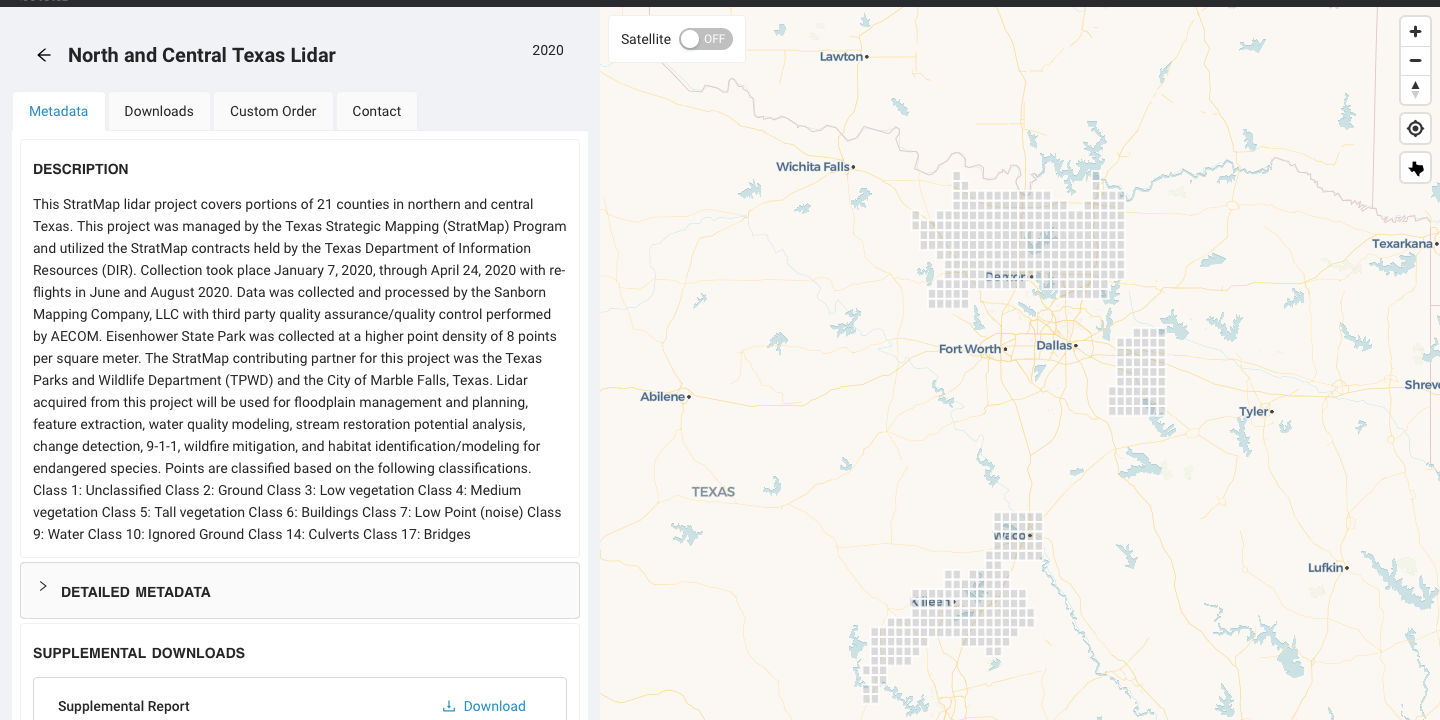 North and Central Texas Lidar
2020
Metadata
Downloads
Custom Order
Contact
DESCRIPTION
This StratMap lidar project covers portions of 21 counties in northern and central
Texas. This project was managed by the Texas Strategic Mapping (StratMap) Program
and utilized the StratMap contracts held by the Texas Department of Information
Resources (DIR). Collection took place January 7, 2020, through April 24, 2020 with re-
flights in June and August 2020. Data was collected and processed by the Sanborn
Mapping Company, LLC with third party quality assurance/quality control performed
by AECOM. Eisenhower State Park was collected at a higher point density of 8 points
per square meter. The StratMap contributing partner for this project was the Texas
Parks and Wildlife Department (TPWD) and the City of Marble Falls, Texas. Lidar
acquired from this project will be used for floodplain management and planning,
feature extraction, water quality modeling, stream restoration potential analysis,
change detection, 9-1-1, wildfire mitigation, and habitat identification/modeling for
endangered species. Points are classified based on the following classifications.
Class 1: Unclassified Class 2: Ground Class 3: Low vegetation Class 4: Medium
vegetation Class 5: Tall vegetation Class 6: Buildings Class 7: Low Point (noise) Class
9: Water Class 10: Ignored Ground Class 14: Culverts Class 17: Bridges
DETAILED METADATA
SUPPLEMENTAL DOWNLOADS
Supplemental Report
Download
Satellite
OFF
Lawton
Wichita Falls
Texarkana
Denton
Fort Worth
Dallas
Abilene
Shreve
Tyler
TEXAS
Waco
Lufkin
Killeen